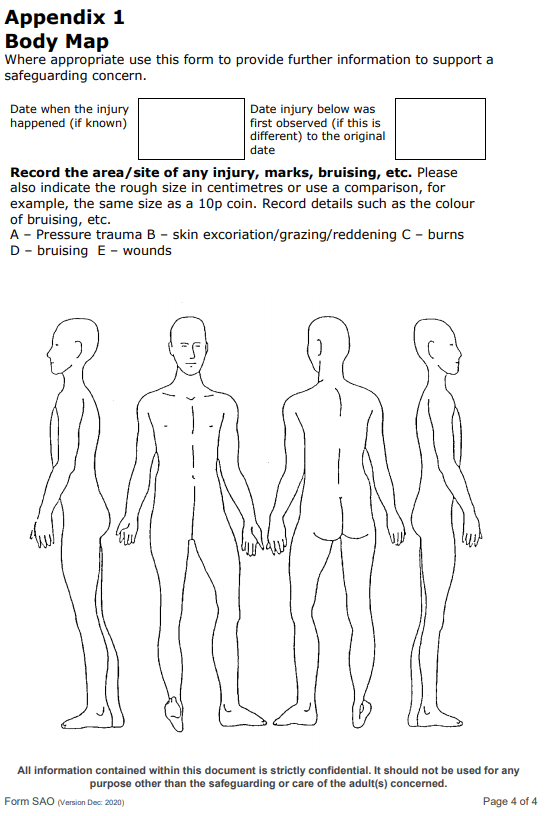 Appendix 1
Body Map
Where appropriate use this form to provide further information to support a
safeguarding concern.
Date when the injury
happened (if known)
Date injury below was
first observed (if this is
different) to the original
date
Record the area/site of any injury, marks, bruising, etc. Please
also indicate the rough size in centimetres or use a comparison, for
example, the same size as a 10p coin. Record details such as the colour
of bruising, etc.
A – Pressure trauma B – skin excoriation/grazing/reddening C – burns
D – bruising E – wounds
All information contained within this document is strictly confidential. It should not be used for any
purpose other than the safeguarding or care of the adult(s) concerned.
Form SAO (Version Dec: 2020)
Page 4 of 4